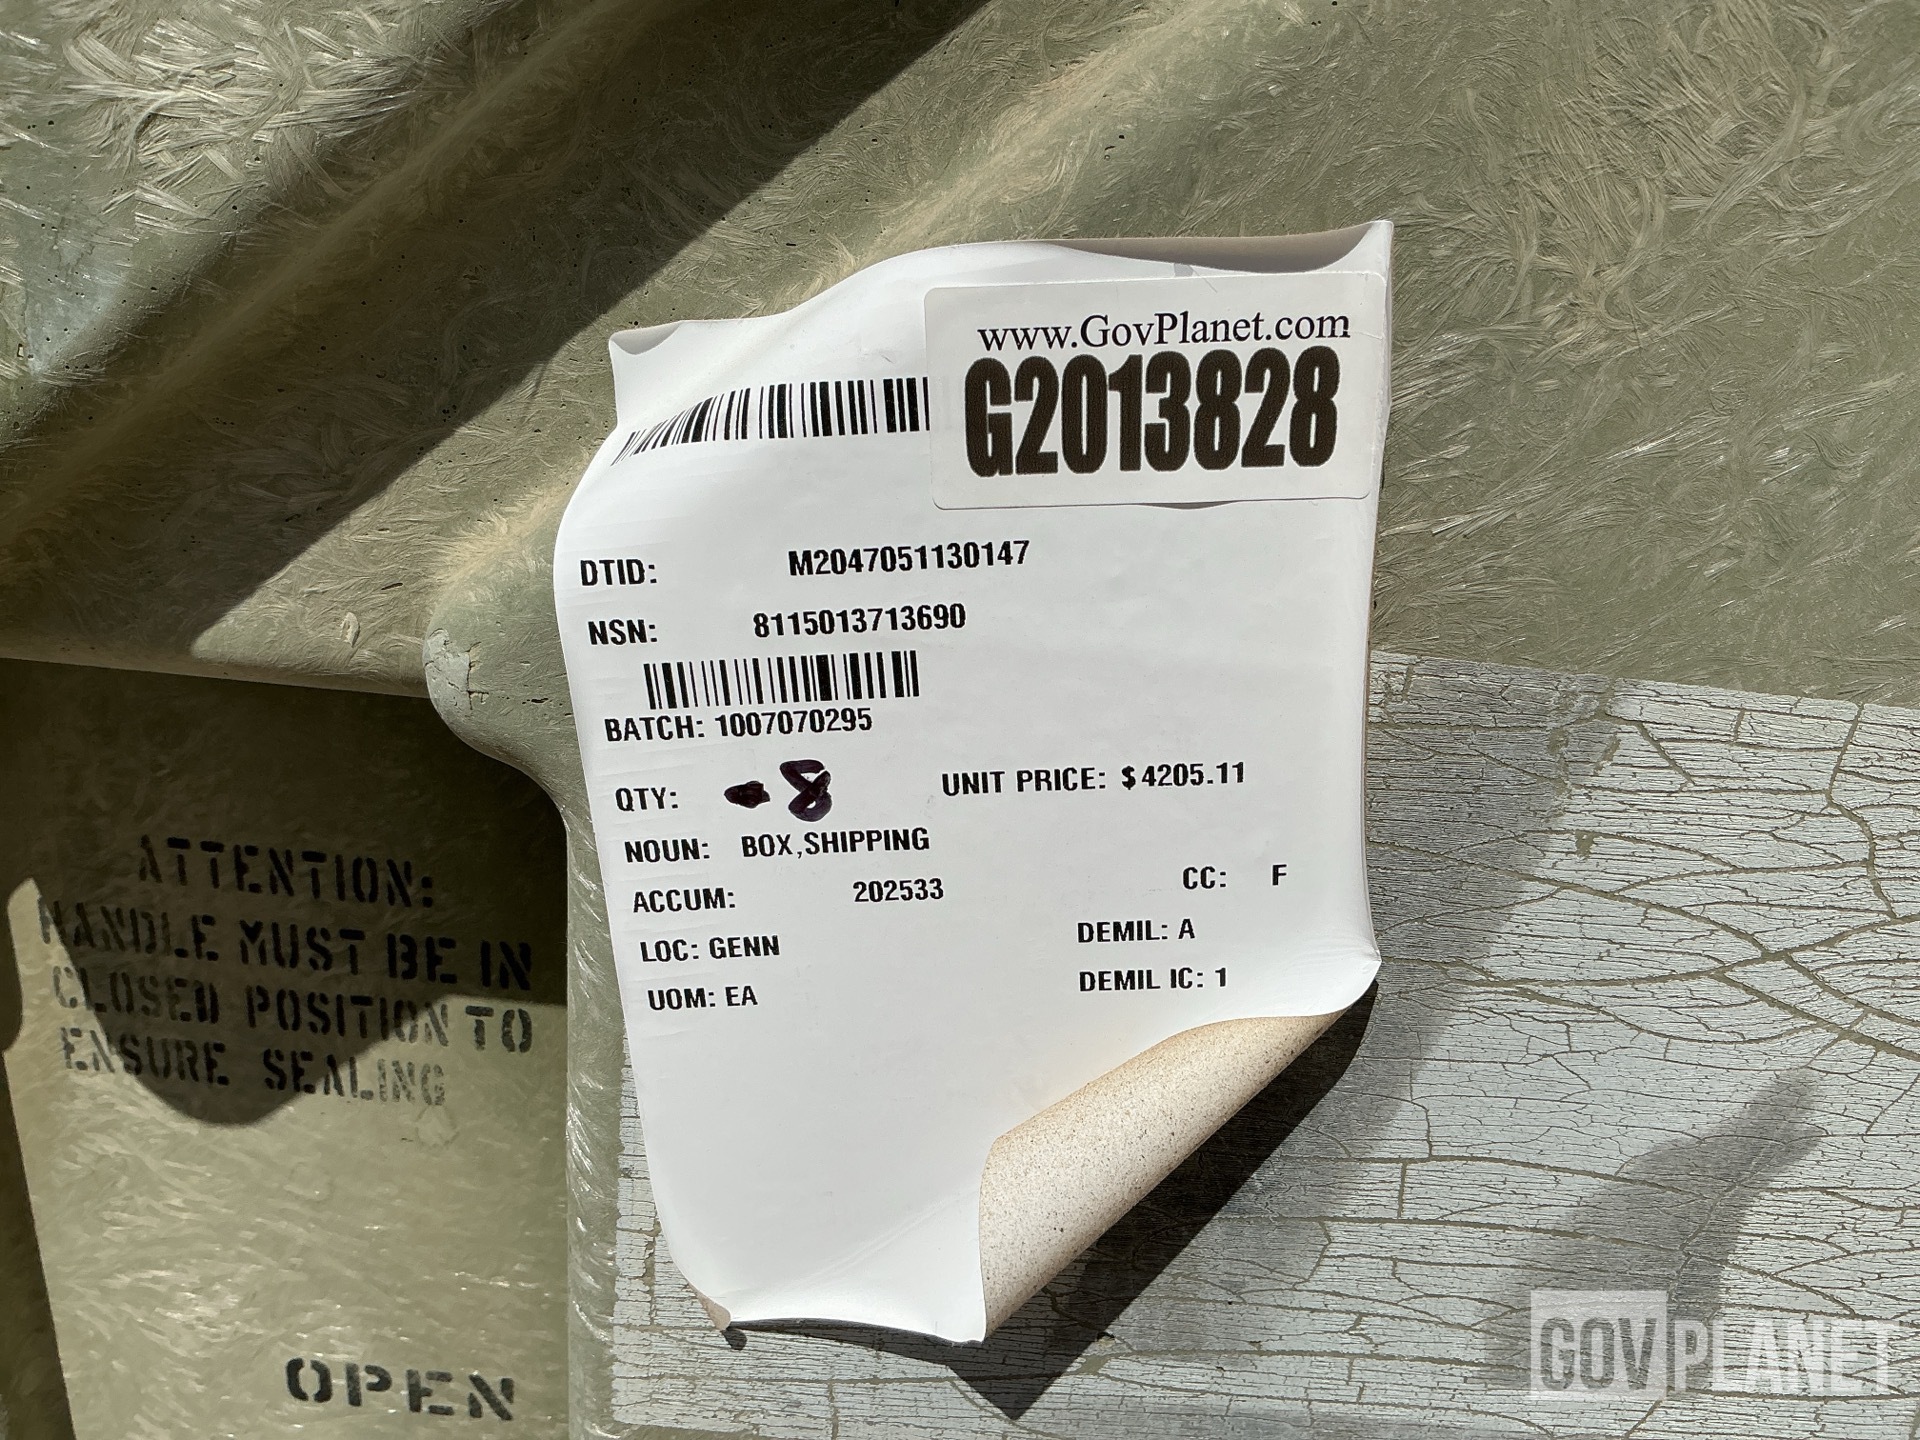 www.GovPlanet.com
G2013828
DTID: M2047051130147
NSN: 8115013713690
BATCH: 1007070295
QTY: 8 UNIT PRICE: $4205.11
NOUN: BOX,SHIPPING
ACCUM: 202533 CC: F
LOC: GENN DEMIL: A
UOM: EA DEMIL IC: 1
ATTENTION:
HANDLE MUST BE IN
CLOSED POSITION TO
ENSURE SEALING
OPEN
GOVPLANET